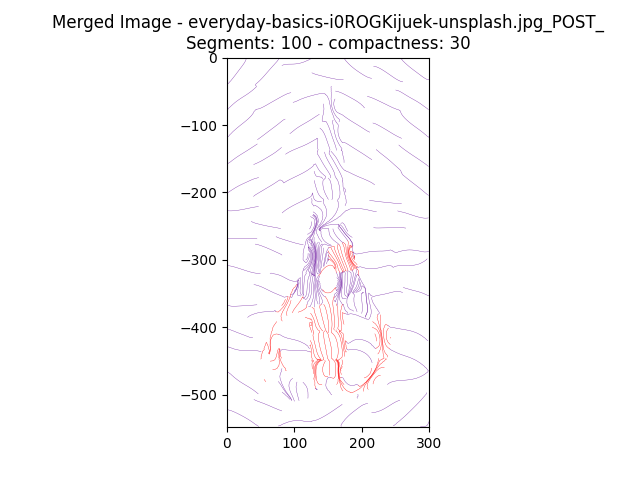 Merged Image - everyday-basics-i0ROGKijuek-unsplash.jpg_POST_
Segments: 100 - compactness: 30
0
−100
−200
−300
−400
−500
0 100 200 300